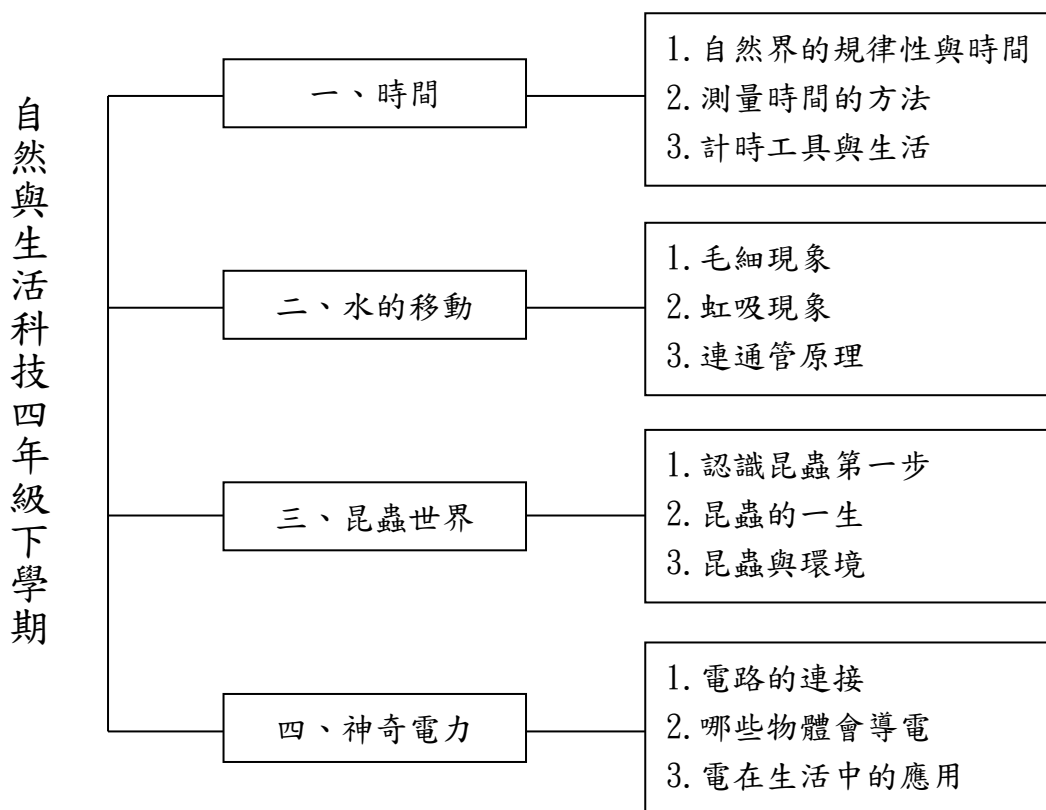 自然與生活科技四年級下學期
一、時間
1.自然界的規律性與時間
2.測量時間的方法
3.計時工具與生活
二、水的移動
1.毛細現象
2.虹吸現象
3.連通管原理
三、昆蟲世界
1.認識昆蟲第一步
2.昆蟲的一生
3.昆蟲與環境
四、神奇電力
1.電路的連接
2.哪些物體會導電
3.電在生活中的應用